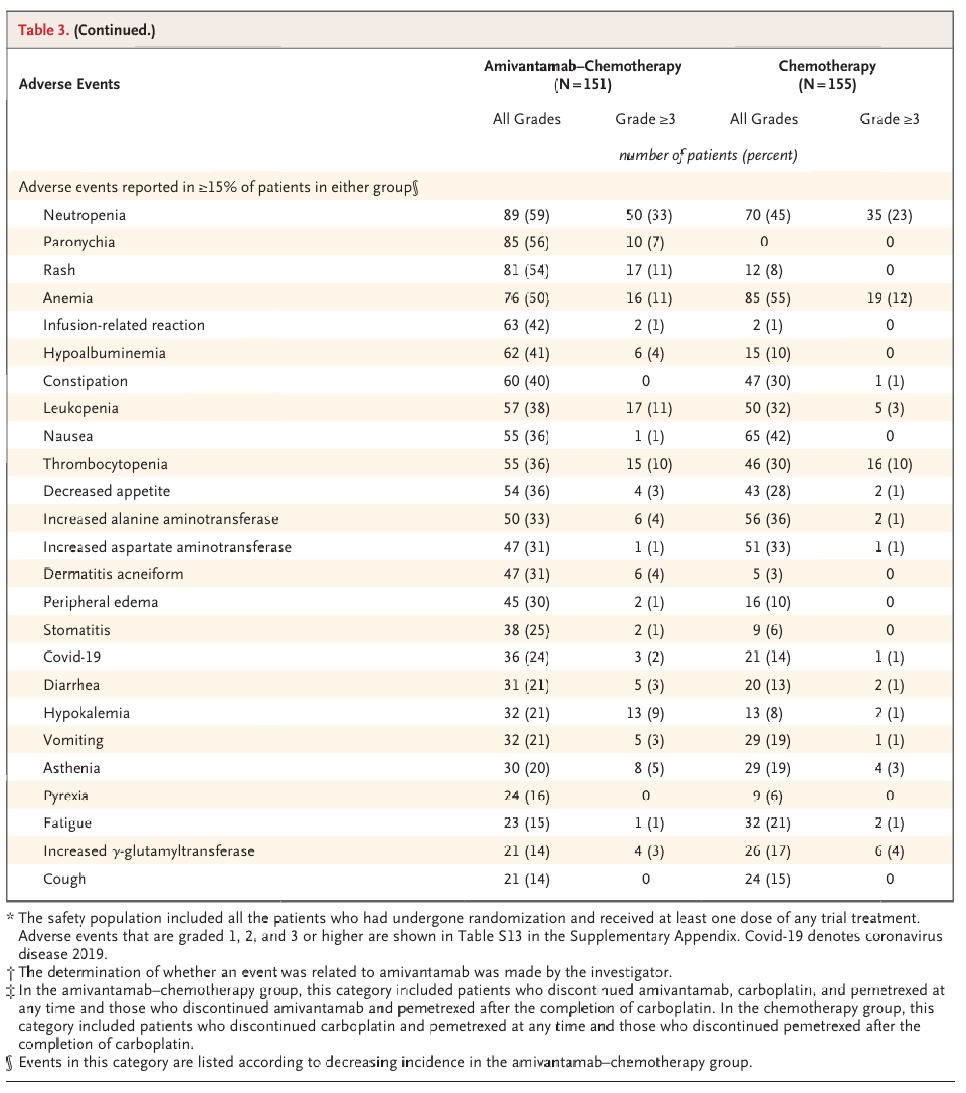 Table 3. (Continued.)
Adverse Events Amivantamab–Chemotherapy (N=151) Chemotherapy (N=155)
All Grades Grade ≥3 All Grades Grade ≥3
number of patients (percent)
Adverse events reported in ≥15% of patients in either group§
Neutropenia 89 (59) 50 (33) 70 (45) 35 (23)
Paronychia 85 (56) 10 (7) 0 0
Rash 81 (54) 17 (11) 12 (8) 0
Anemia 76 (50) 16 (11) 85 (55) 19 (12)
Infusion-related reaction 63 (42) 2 (1) 2 (1) 0
Hypoalbuminemia 62 (41) 6 (4) 15 (10) 0
Constipation 60 (40) 0 47 (30) 1 (1)
Leukopenia 57 (38) 17 (11) 50 (32) 5 (3)
Nausea 55 (36) 1 (1) 65 (42) 0
Thrombocytopenia 55 (36) 15 (10) 46 (30) 16 (10)
Decreased appetite 54 (36) 4 (3) 43 (28) 2 (1)
Increased alanine aminotransferase 50 (33) 6 (4) 56 (36) 2 (1)
Increased aspartate aminotransferase 47 (31) 1 (1) 51 (33) 1 (1)
Dermatitis acneiform 47 (31) 6 (4) 5 (3) 0
Peripheral edema 45 (30) 2 (1) 16 (10) 0
Stomatitis 38 (25) 2 (1) 9 (6) 0
Covid-19 36 (24) 3 (2) 21 (14) 1 (1)
Diarrhea 31 (21) 5 (3) 20 (13) 2 (1)
Hypokalemia 32 (21) 13 (9) 13 (8) 2 (1)
Vomiting 32 (21) 5 (3) 29 (19) 1 (1)
Asthenia 30 (20) 8 (5) 29 (19) 4 (3)
Pyrexia 24 (16) 0 9 (6) 0
Fatigue 23 (15) 1 (1) 32 (21) 2 (1)
Increased γ-glutamyltransferase 21 (14) 4 (3) 26 (17) 6 (4)
Cough 21 (14) 0 24 (15) 0
* The safety population included all the patients who had undergone randomization and received at least one dose of any trial treatment.
Adverse events that are graded 1, 2, and 3 or higher are shown in Table S13 in the Supplementary Appendix. Covid-19 denotes coronavirus
disease 2019.
† The determination of whether an event was related to amivantamab was made by the investigator.
‡ In the amivantamab–chemotherapy group, this category included patients who discontinued amivantamab, carboplatin, and pemetrexed at
any time and those who discontinued amivantamab and pemetrexed after the completion of carboplatin. In the chemotherapy group, this
category included patients who discontinued carboplatin and pemetrexed at any time and those who discontinued pemetrexed after the
completion of carboplatin.
§ Events in this category are listed according to decreasing incidence in the amivantamab–chemotherapy group.